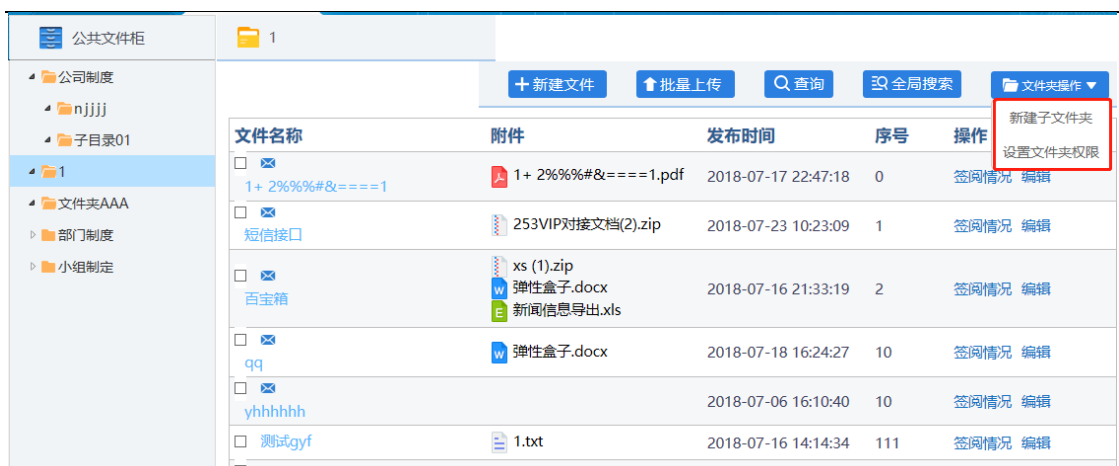 公共文件柜
1
公司制度
njjjj
子目录01
1
文件夹AAA
部门制度
小组制定
新建文件 批量上传 查询 全局搜索 文件夹操作
新建子文件夹
设置文件夹权限
文件名称 附件 发布时间 序号 操作
1+ 2%%%#&====1 1+ 2%%%#&====1.pdf 2018-07-17 22:47:18 0 签阅情况 编辑
短信接口 253VIP对接文档(2).zip 2018-07-23 10:23:09 1 签阅情况 编辑
xs (1).zip
百宝箱 弹性盒子.docx 2018-07-16 21:33:19 2 签阅情况 编辑
新闻信息导出.xls
qq 弹性盒子.docx 2018-07-18 16:24:27 10 签阅情况 编辑
yhhhhhh 2018-07-06 16:10:40 10 签阅情况 编辑
测试gyf 1.txt 2018-07-16 14:14:34 111 签阅情况 编辑